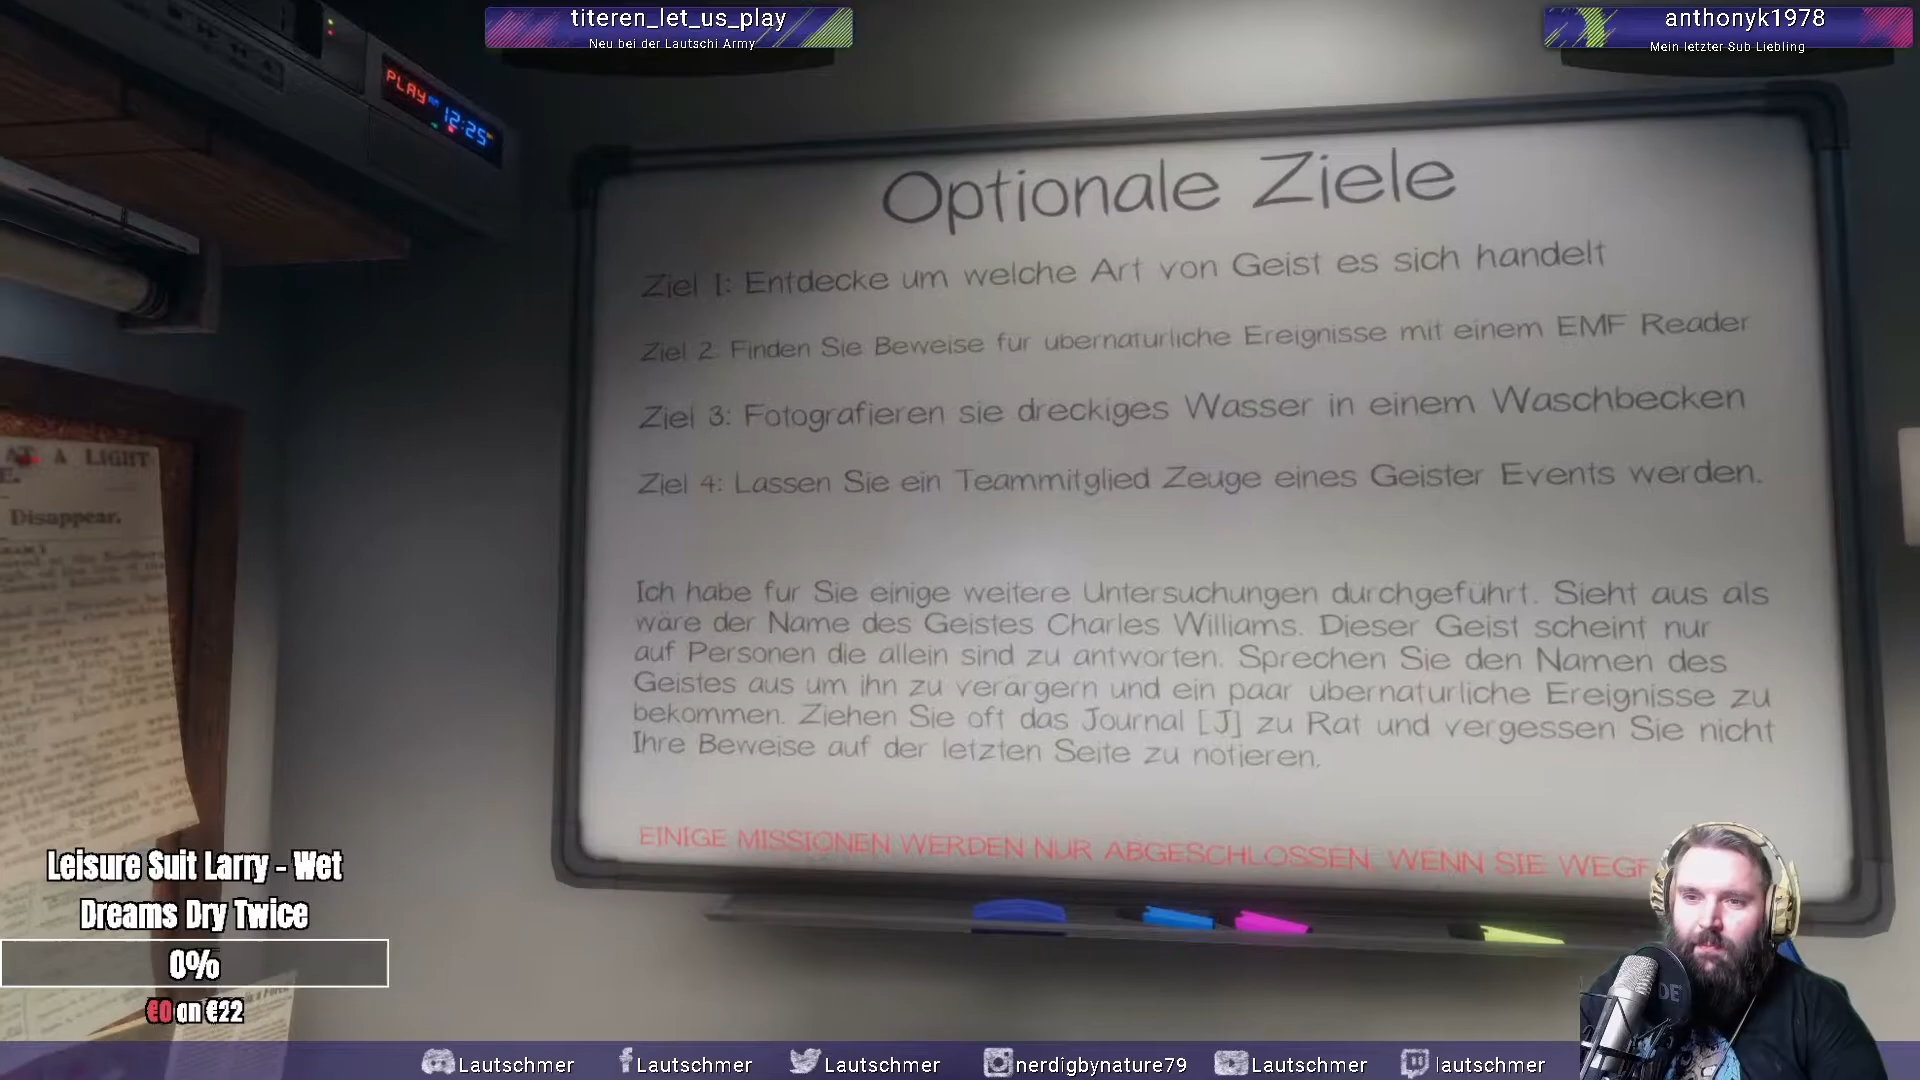 titeren_let_us_play
Neu bei der Lautschi Army
anthonyk1978
Mein letzter Sub Liebling
PLAY
12:25
Optionale Ziele
Ziel 1: Entdecke um welche Art von Geist es sich handelt
Ziel 2: Finden Sie Beweise fur ubernaturliche Ereignisse mit einem EMF Reader
Ziel 3: Fotografieren sie dreckiges Wasser in einem Waschbecken
Ziel 4: Lassen Sie ein Teammitglied Zeuge eines Geister Events werden.
Ich habe fur Sie einige weitere Untersuchungen durchgeführt. Sieht aus als
ware der Name des Geistes Charles Williams. Dieser Geist scheint nur
auf Personen die allein sind zu antworten. Sprechen Sie den Namen des
Geistes aus um ihn zu verargern und ein paar ubernaturliche Ereignisse zu
bekommen. Ziehen Sie oft das Journal [J] zu Rat und vergessen Sie nicht
Ihre Beweise auf der letzten Seite zu notieren.
EINIGE MISSIONEN WERDEN NUR ABGESCHLOSSEN, WENN SIE WEGF
A LIGHT
Disappear.
Leisure Suit Larry - Wet
Dreams Dry Twice
0%
€0 on €22
Lautschmer
Lautschmer
Lautschmer
nerdigbynature79
Lautschmer
lautschmer